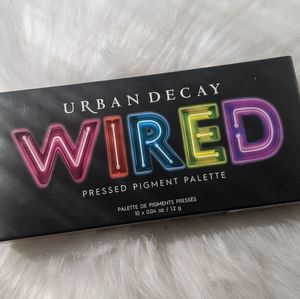 URBAN DECAY
WIRED
PRESSED PIGMENT PALETTE
PALETTE DE PIGMENTS PRESSÉS
10 x 0.04 oz / 1.2 g